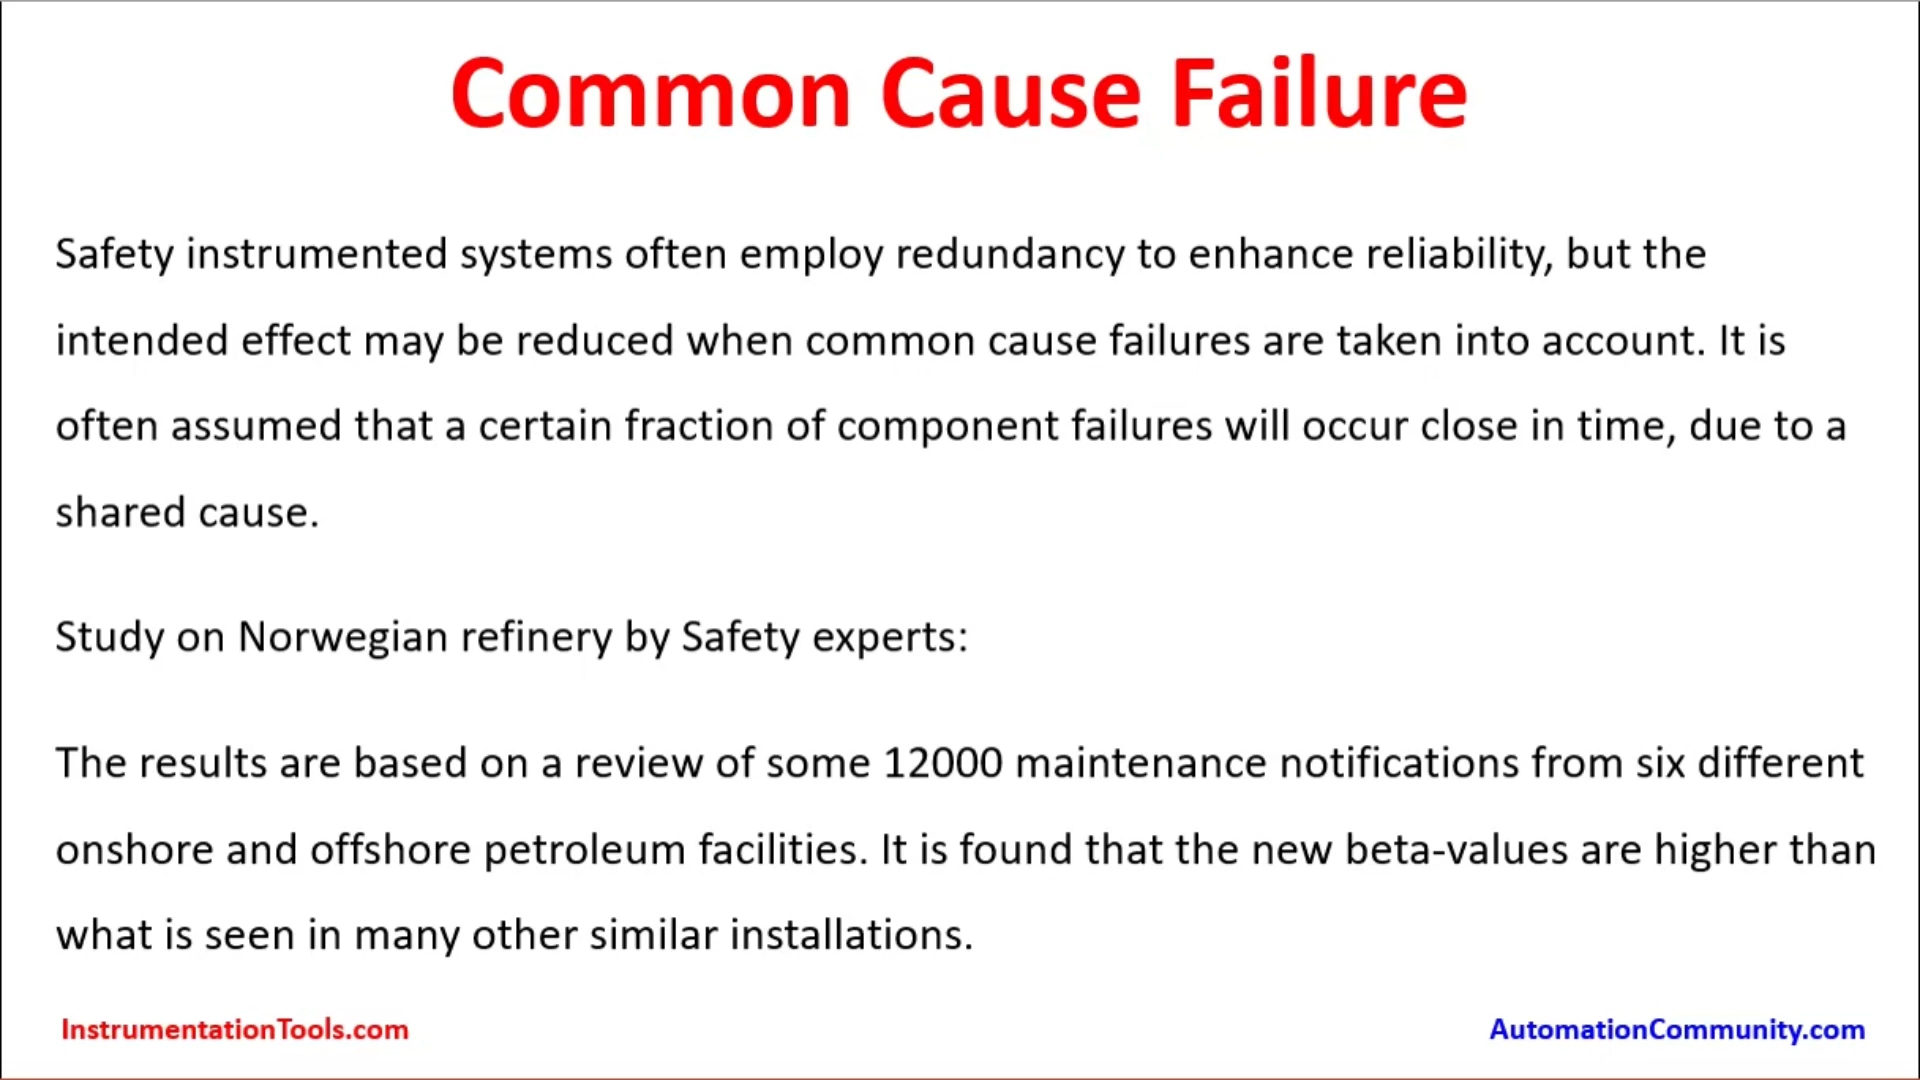 Common Cause Failure
Safety instrumented systems often employ redundancy to enhance reliability, but the
intended effect may be reduced when common cause failures are taken into account. It is
often assumed that a certain fraction of component failures will occur close in time, due to a
shared cause.
Study on Norwegian refinery by Safety experts:
The results are based on a review of some 12000 maintenance notifications from six different
onshore and offshore petroleum facilities. It is found that the new beta-values are higher than
what is seen in many other similar installations.
InstrumentationTools.com
AutomationCommunity.com